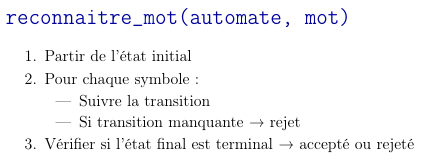 reconnaitre_mot(automate, mot)
1. Partir de l'état initial
2. Pour chaque symbole :
— Suivre la transition
— Si transition manquante → rejet
3. Vérifier si l'état final est terminal → accepté ou rejeté